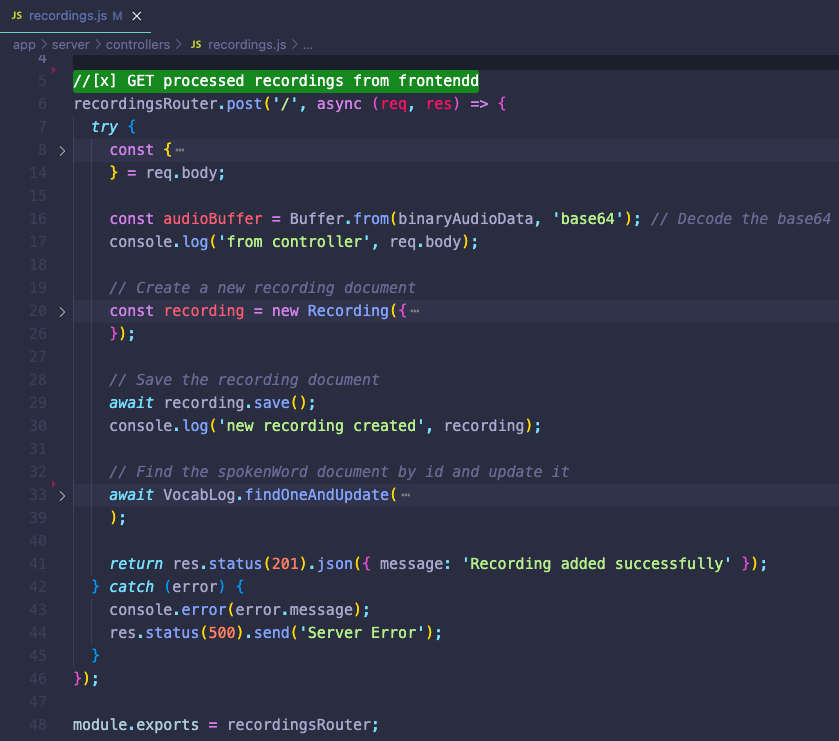 JS recordings.js M ×
app > server > controllers > JS recordings.js > ...
4
5 //[x] GET processed recordings from frontendd
6 recordingsRouter.post('/', async (req, res) => {
7 try {
8 > const {⋯
14 } = req.body;
15
16 const audioBuffer = Buffer.from(binaryAudioData, 'base64'); // Decode the base64
17 console.log('from controller', req.body);
18
19 // Create a new recording document
20 > const recording = new Recording({⋯
26 });
27
28 // Save the recording document
29 await recording.save();
30 console.log('new recording created', recording);
31
32 // Find the spokenWord document by id and update it
33 > await VocabLog.findOneAndUpdate(⋯
39 );
40
41 return res.status(201).json({ message: 'Recording added successfully' });
42 } catch (error) {
43 console.error(error.message);
44 res.status(500).send('Server Error');
45 }
46 });
47
48 module.exports = recordingsRouter;